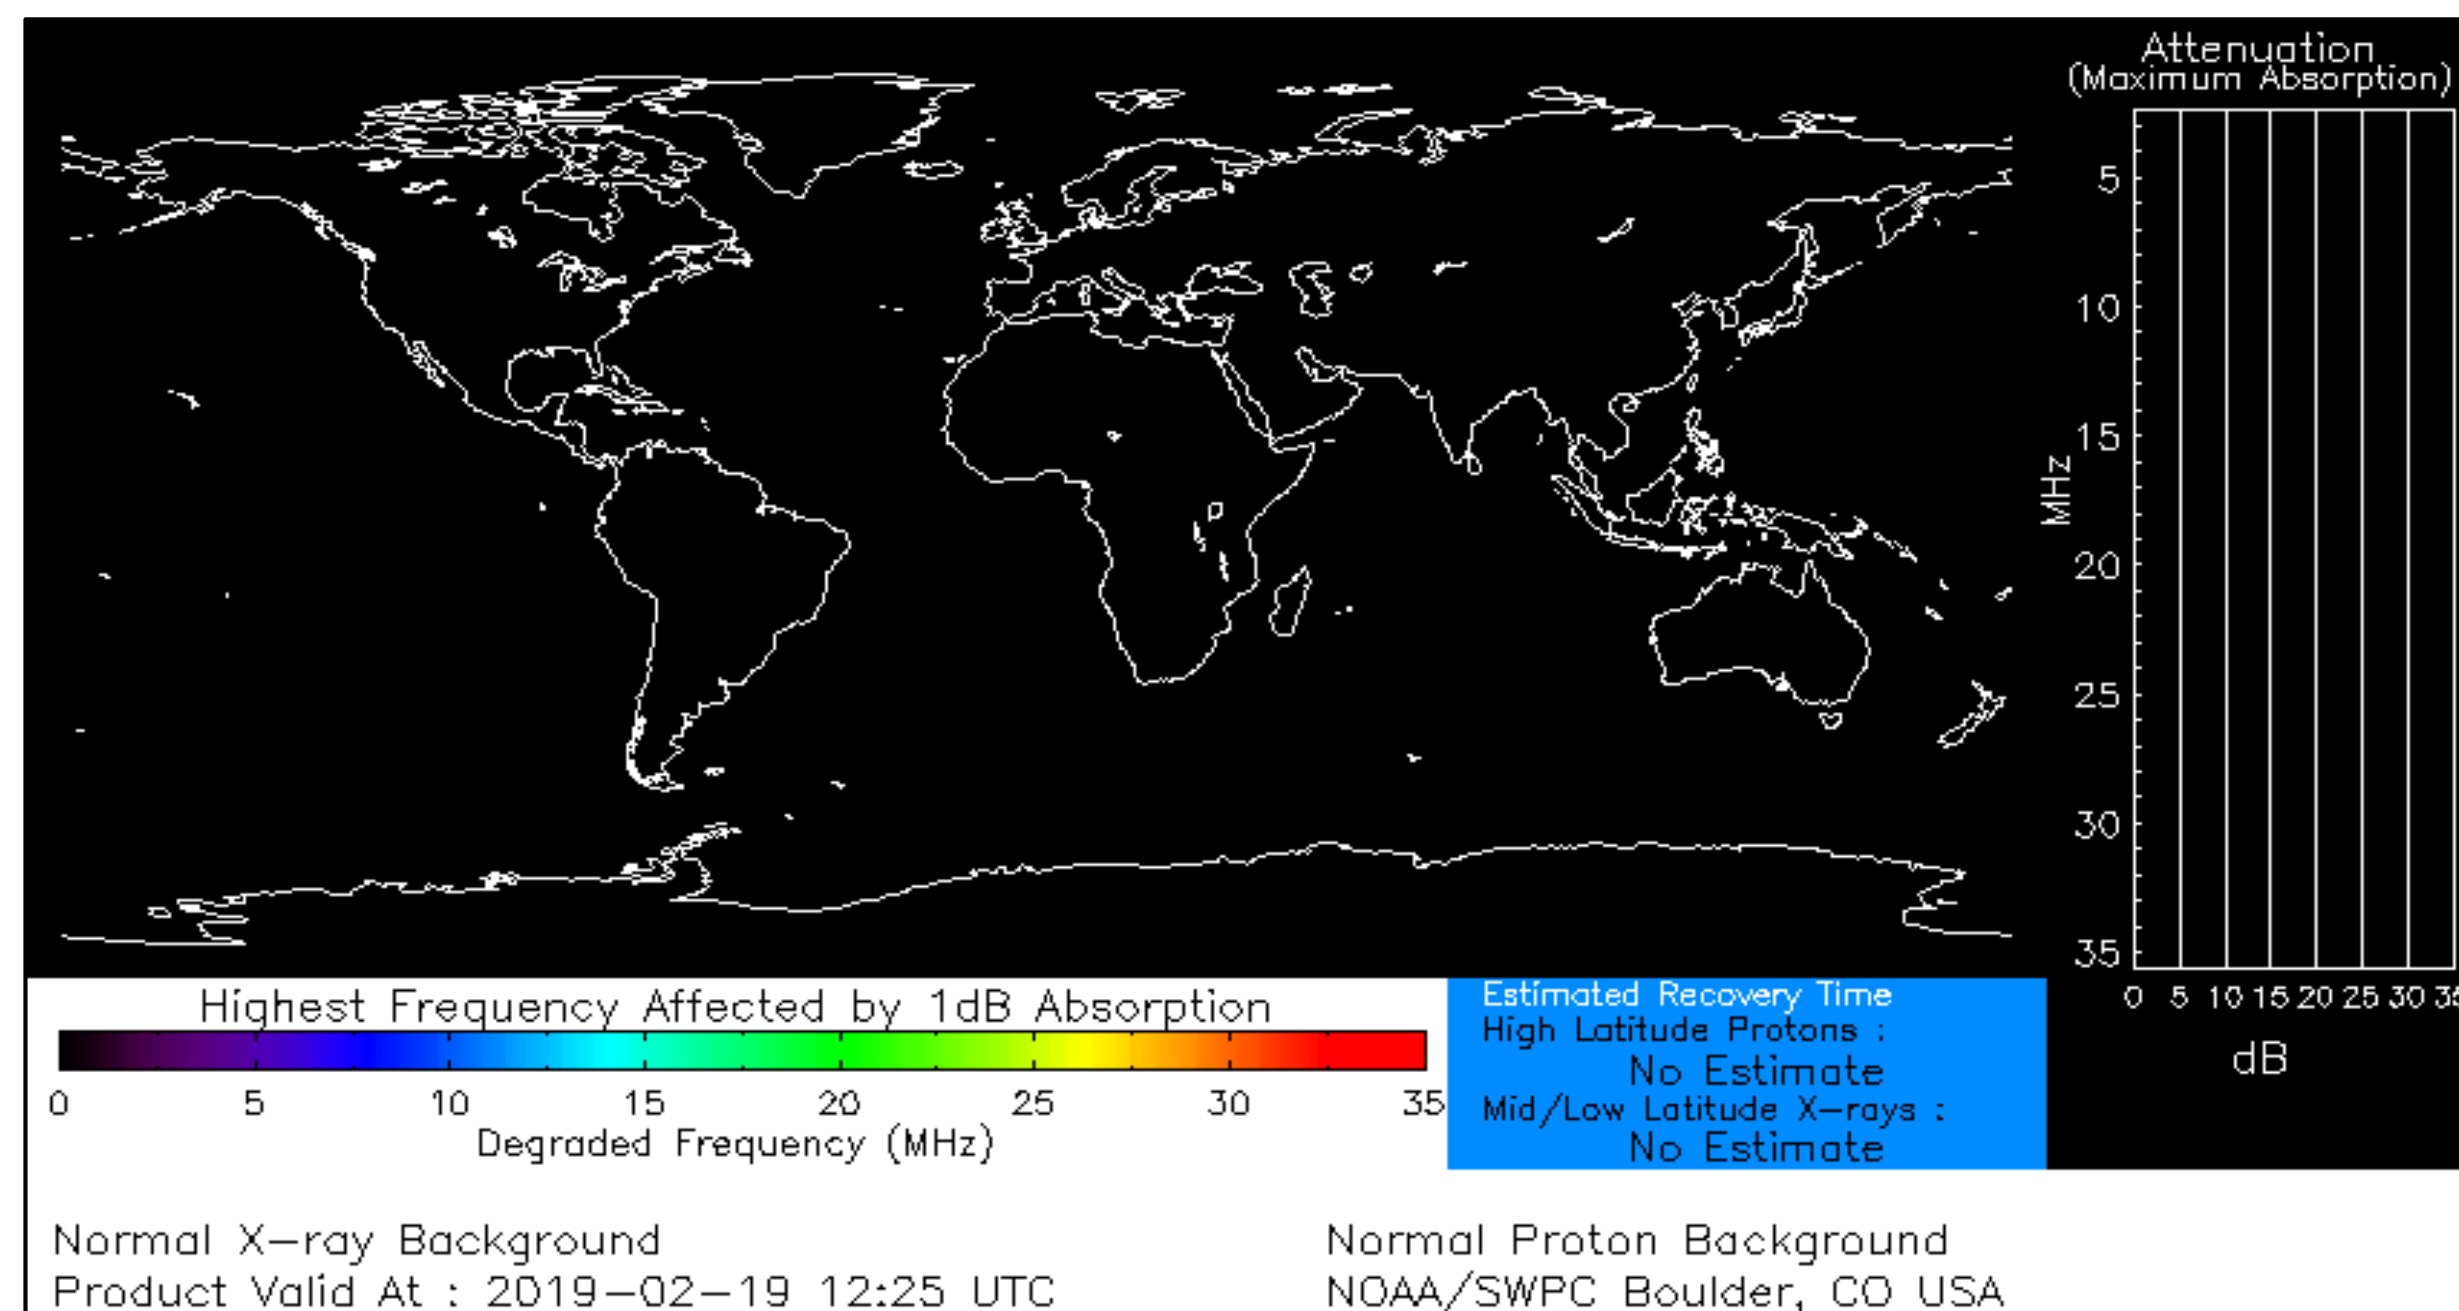 Attenuation
(Maximum Absorption)
5
10
15
20
25
30
35
MHz
0 5 10 15 20 25 30
dB
Highest Frequency Affected by 1dB Absorption
0 5 10 15 20 25 30 35
Degraded Frequency (MHz)
Estimated Recovery Time
High Latitude Protons :
No Estimate
Mid/Low Latitude X-rays :
No Estimate
Normal X-ray Background
Normal Proton Background
Product Valid At : 2019-02-19 12:25 UTC
NOAA/SWPC Boulder, CO USA